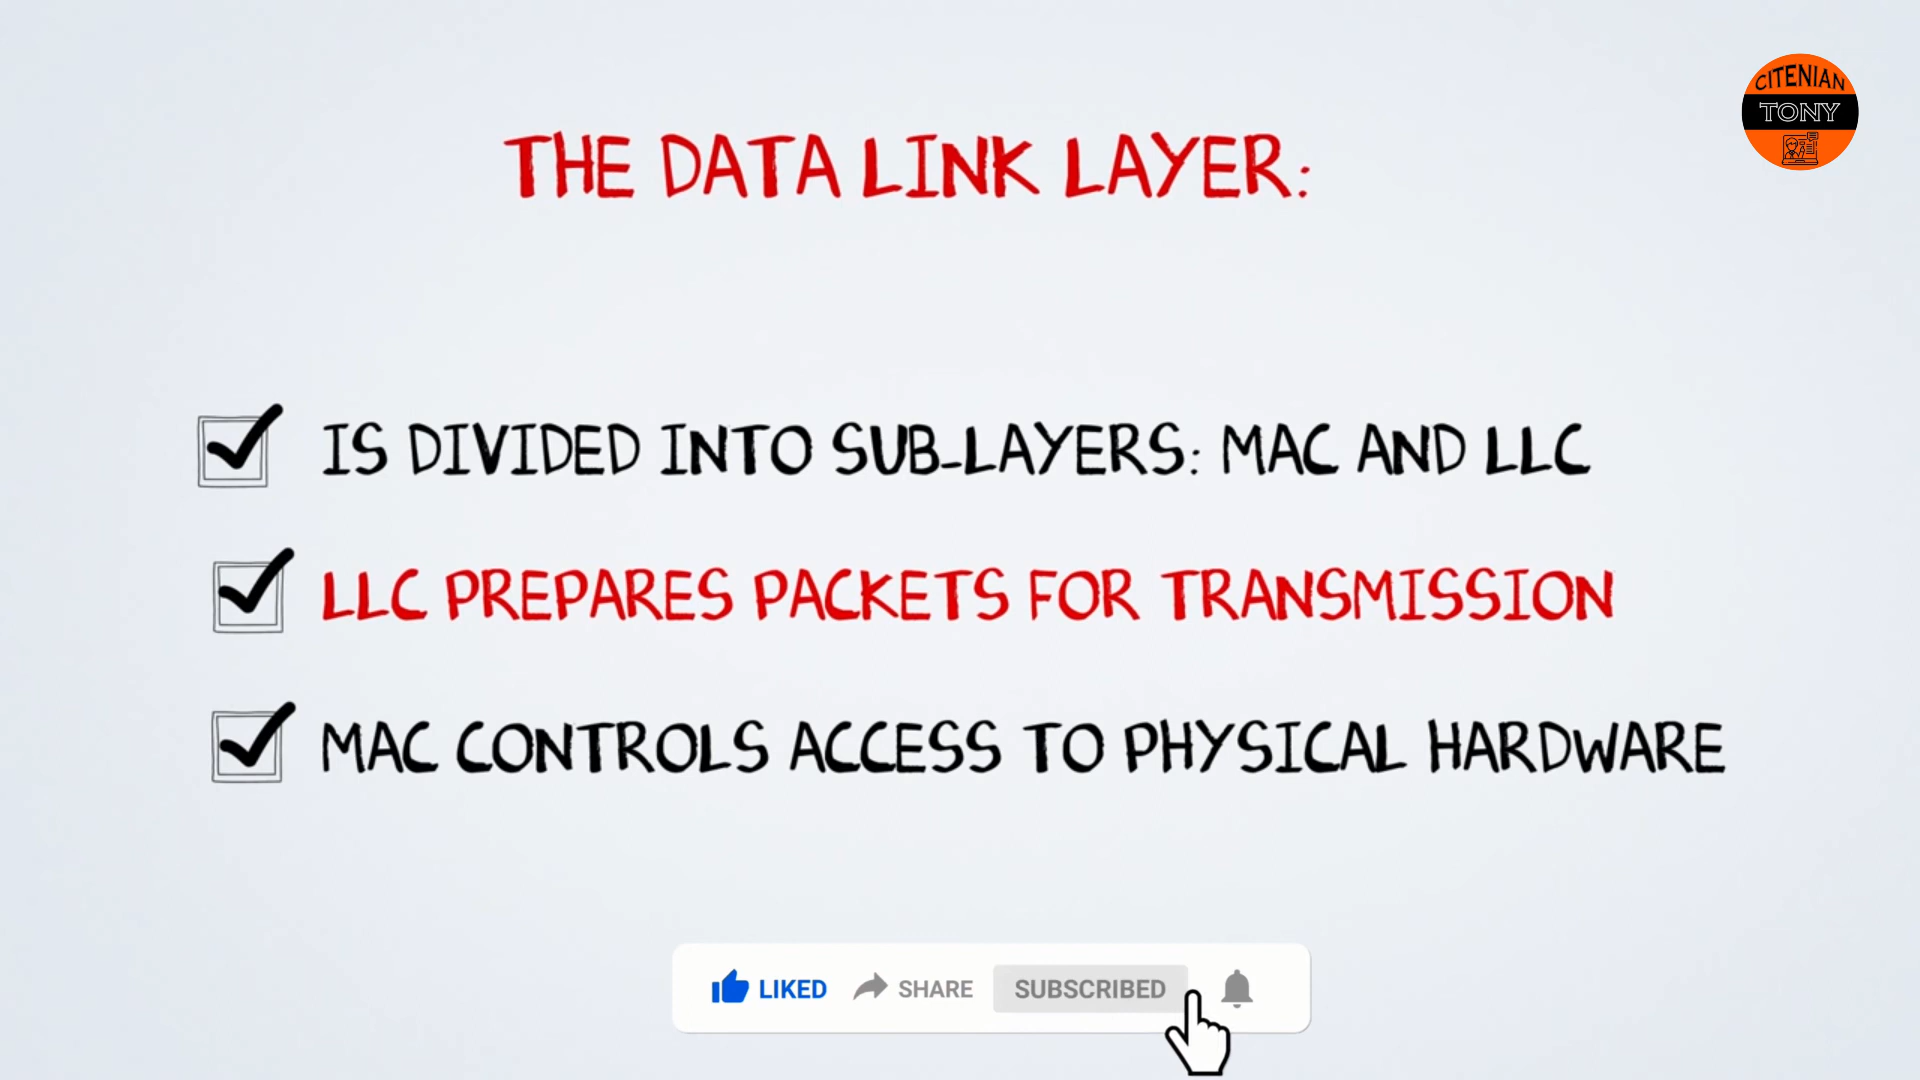 CITENIAN
TONY
THE DATA LINK LAYER:
IS DIVIDED INTO SUB-LAYERS: MAC AND LLC
LLC PREPARES PACKETS FOR TRANSMISSION
MAC CONTROLS ACCESS TO PHYSICAL HARDWARE
LIKED SHARE SUBSCRIBED